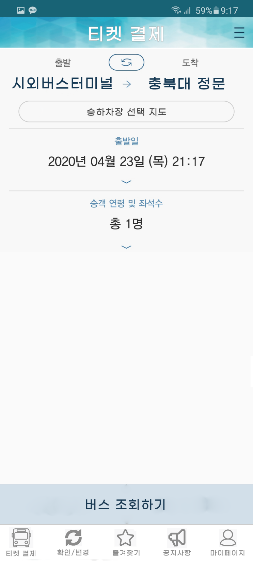 59% 9:17
티켓 결제
출발 도착
시외버스터미널 → 충북대 정문
승하차장 선택 지도
출발일
2020년 04월 23일 (목) 21:17
승객 연령 및 좌석수
총 1명
버스 조회하기
티켓 결제 확인/변경 즐겨찾기 공지사항 마이페이지